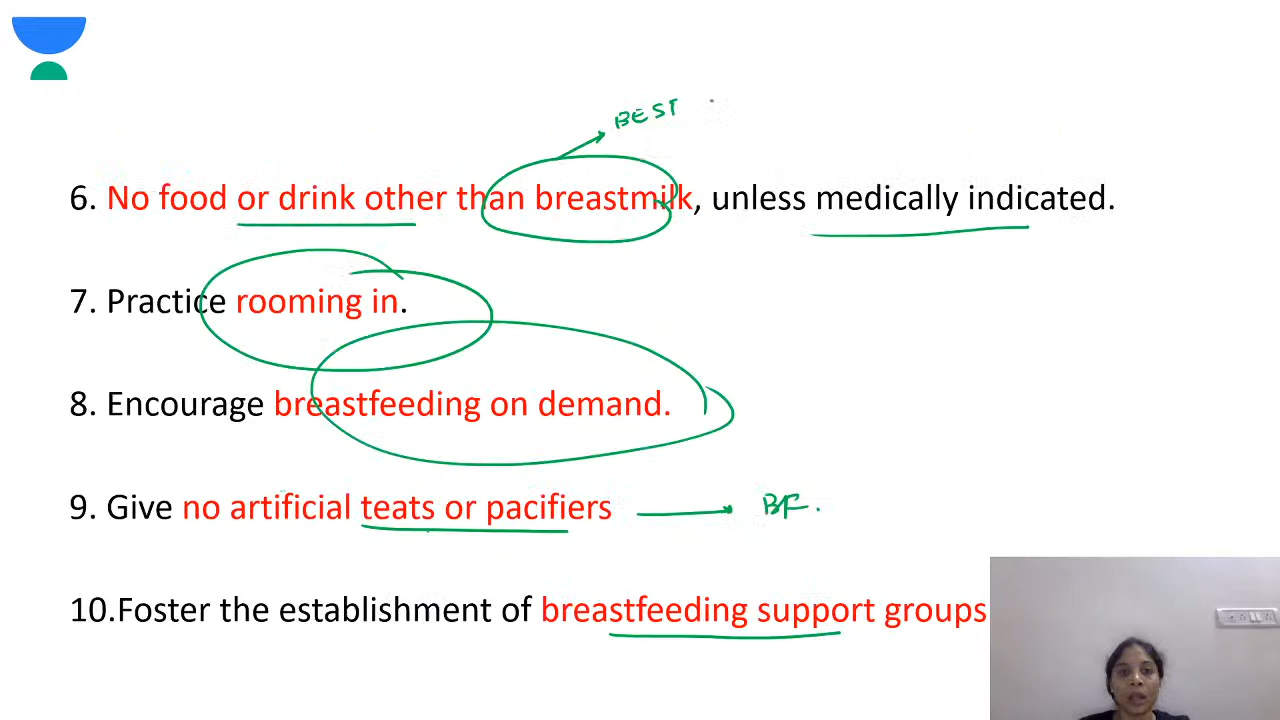 BEST
6. No food or drink other than breastmilk, unless medically indicated.
7. Practice rooming in.
8. Encourage breastfeeding on demand.
9. Give no artificial teats or pacifiers → BF.
10.Foster the establishment of breastfeeding support groups